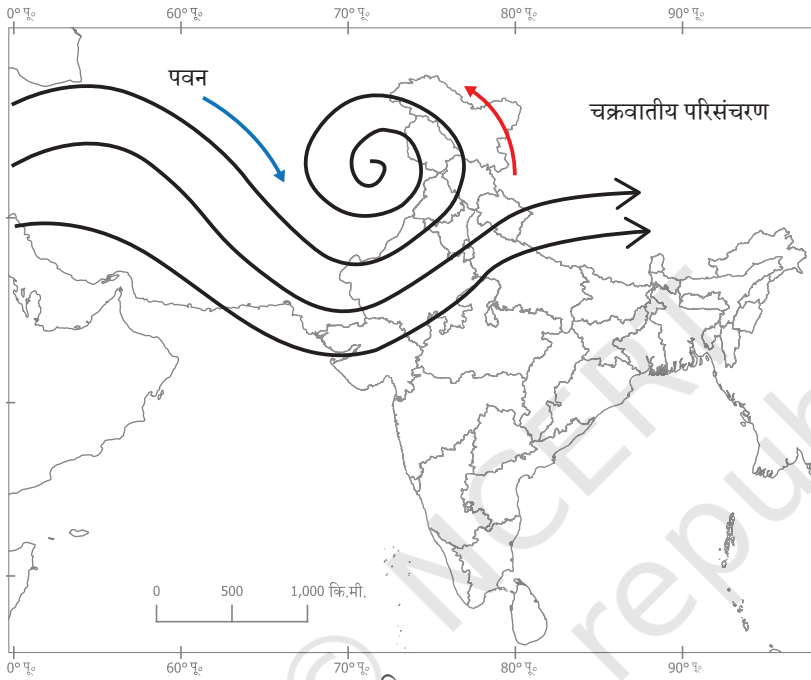 0° पू॰ 60° पू॰ 70° पू॰ 80° पू॰ 90° पू॰
पवन
चक्रवातीय परिसंचरण
0 500 1,000 कि.मी.
© NCERT
republ
0° पू॰ 60° पू॰ 70° पू॰ 80° पू॰ 90° पू॰